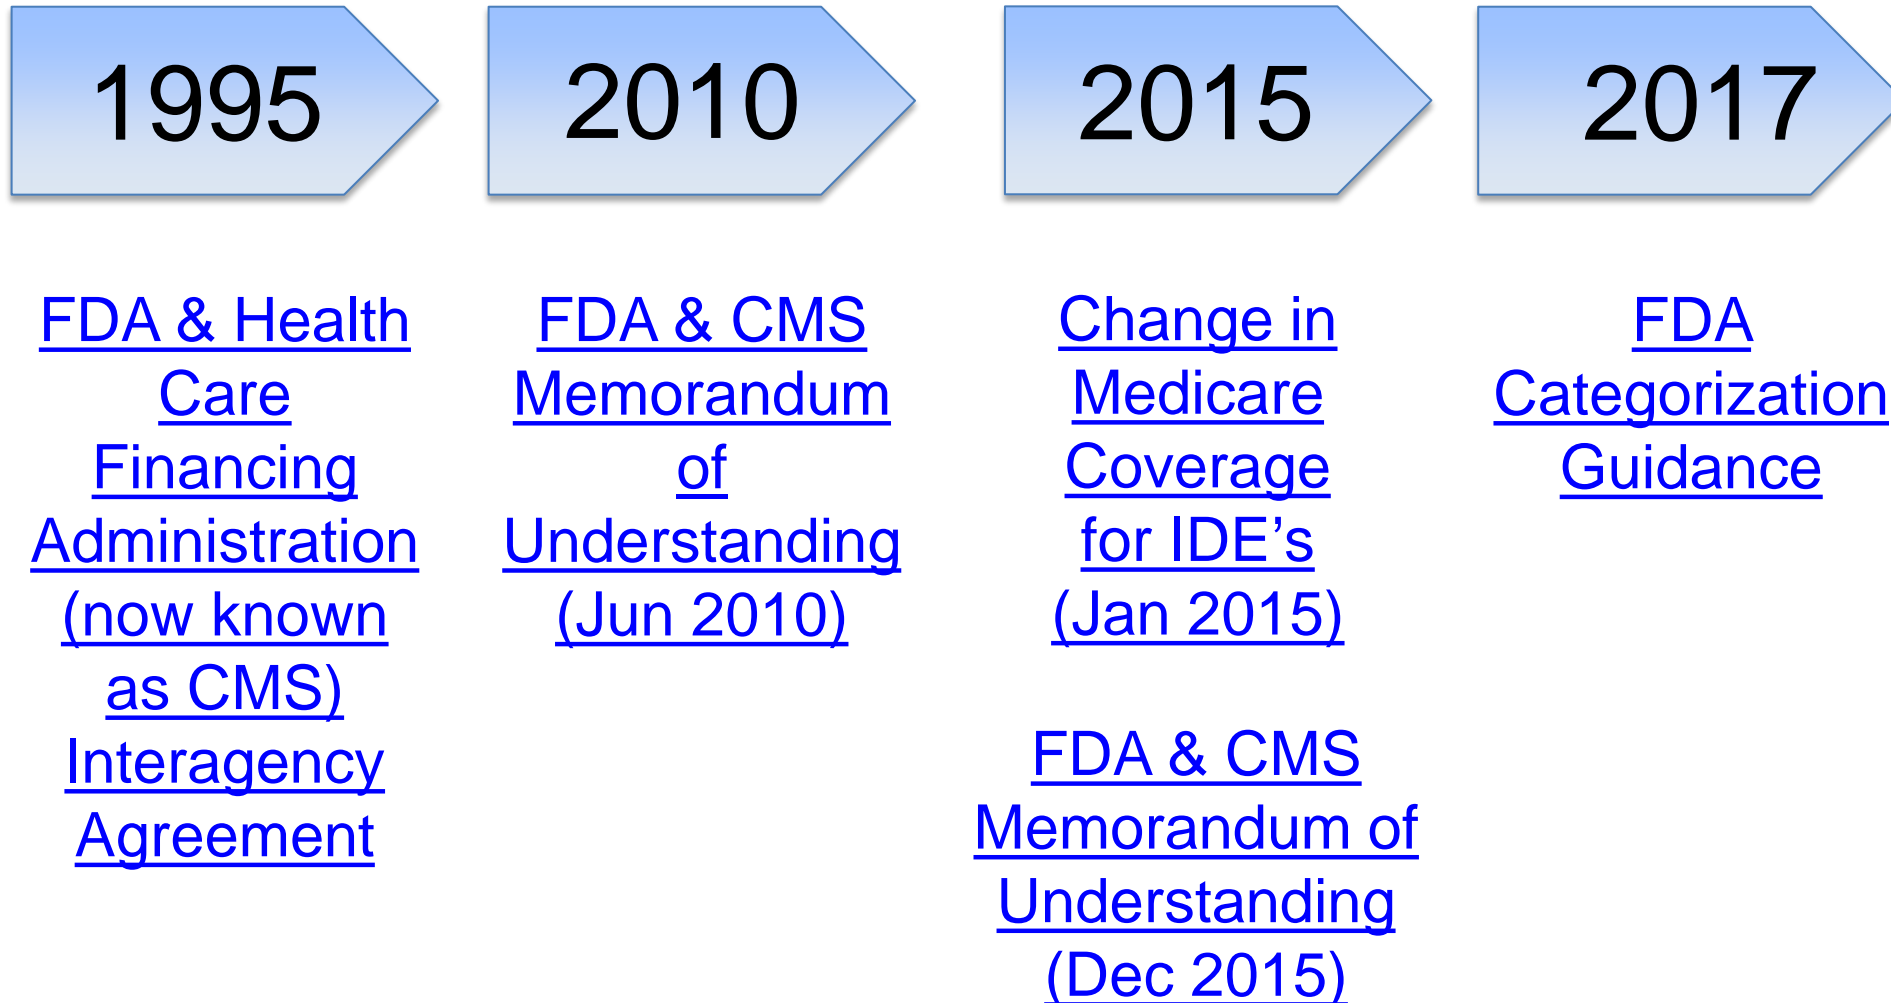 1995
FDA & Health
Care
Financing
Administration
(now known
as CMS)
Interagency
Agreement
2010
FDA & CMS
Memorandum
of
Understanding
(Jun 2010)
2015
Change in
Medicare
Coverage
for IDE’s
(Jan 2015)
FDA & CMS
Memorandum of
Understanding
(Dec 2015)
2017
FDA
Categorization
Guidance